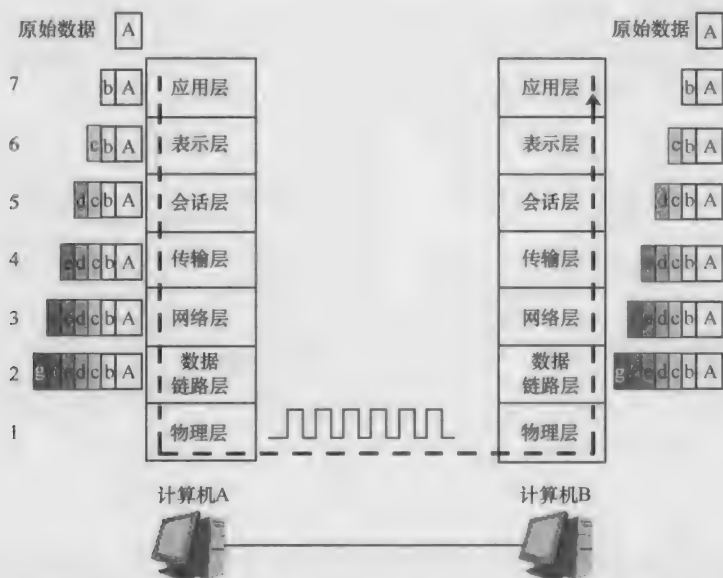 原始数据 A 原始数据 A
7 b A 应用层 应用层 b A
6 c b A 表示层 表示层 c b A
5 d c b A 会话层 会话层 c b A
4 e d c b A 传输层 传输层 d c b A
3 e d c b A 网络层 网络层 d c b A
2 g e d c b A 数据链路层 数据链路层 g e d c b A
1 物理层 物理层
计算机A 计算机B